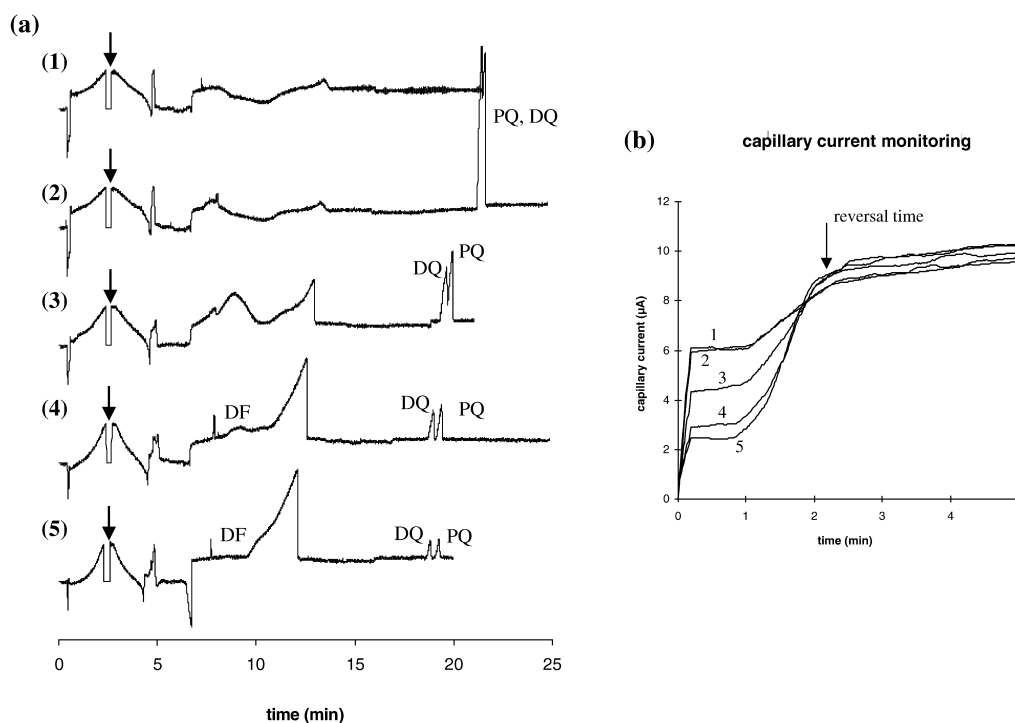 (a)
(1)
PQ, DQ
(2)
PQ
DQ
(3)
(4)
DF
DQ
PQ
(5)
DF
DQ
PQ
0 5 10 15 20 25
time (min)
(b)
capillary current monitoring
reversal time
12
10
8
6
4
2
0
capillary current (µA)
1
2
3
4
5
0 1 2 3 4
time (min)